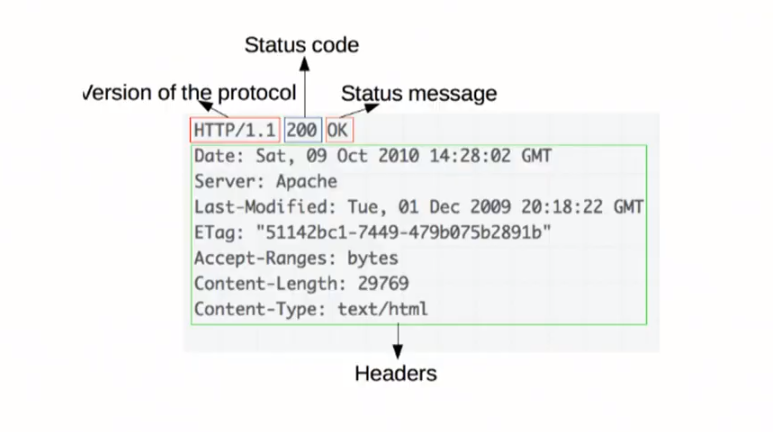 Status code
Version of the protocol
Status message
HTTP/1.1 200 OK
Date: Sat, 09 Oct 2010 14:28:02 GMT
Server: Apache
Last-Modified: Tue, 01 Dec 2009 20:18:22 GMT
ETag: "51142bc1-7449-479b075b2891b"
Accept-Ranges: bytes
Content-Length: 29769
Content-Type: text/html
Headers